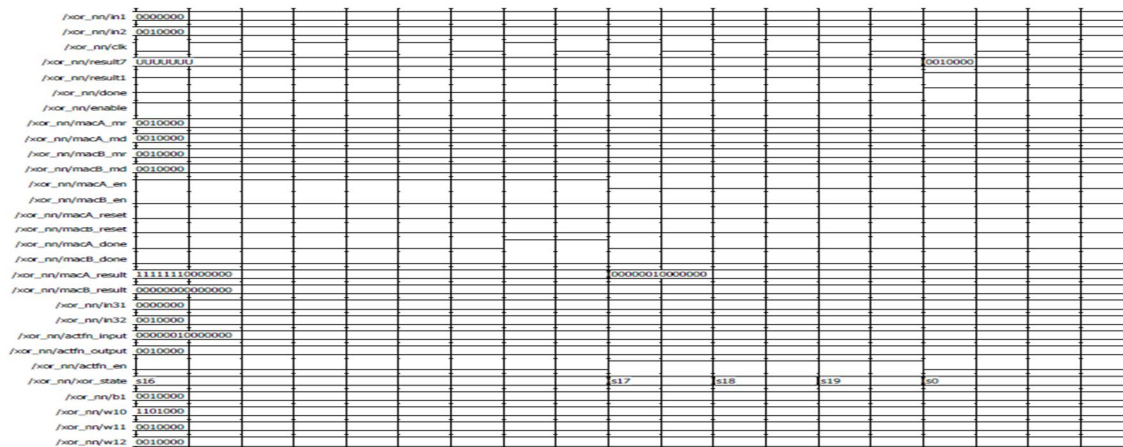 /xor_nn/in1 0000000
/xor_nn/in2 0010000
/xor_nn/clk
/xor_nn/result7 UUUUUUU 0010000
/xor_nn/result1
/xor_nn/done
/xor_nn/enable
/xor_nn/macA_mr 0010000
/xor_nn/macA_md 0010000
/xor_nn/macB_mr 0010000
/xor_nn/macB_md 0010000
/xor_nn/macA_en
/xor_nn/macB_en
/xor_nn/macA_reset
/xor_nn/macB_reset
/xor_nn/macA_done
/xor_nn/macB_done
/xor_nn/macA_result 11111110000000 00000010000000
/xor_nn/macB_result 00000000000000
/xor_nn/in31 0000000
/xor_nn/in32 0010000
/xor_nn/actfn_input 00000010000000
/xor_nn/actfn_output 0010000
/xor_nn/actfn_en
/xor_nn/xor_state s16 s17 s18 s19 s0
/xor_nn/b1 0010000
/xor_nn/w10 1101000
/xor_nn/w11 0010000
/xor_nn/w12 0010000